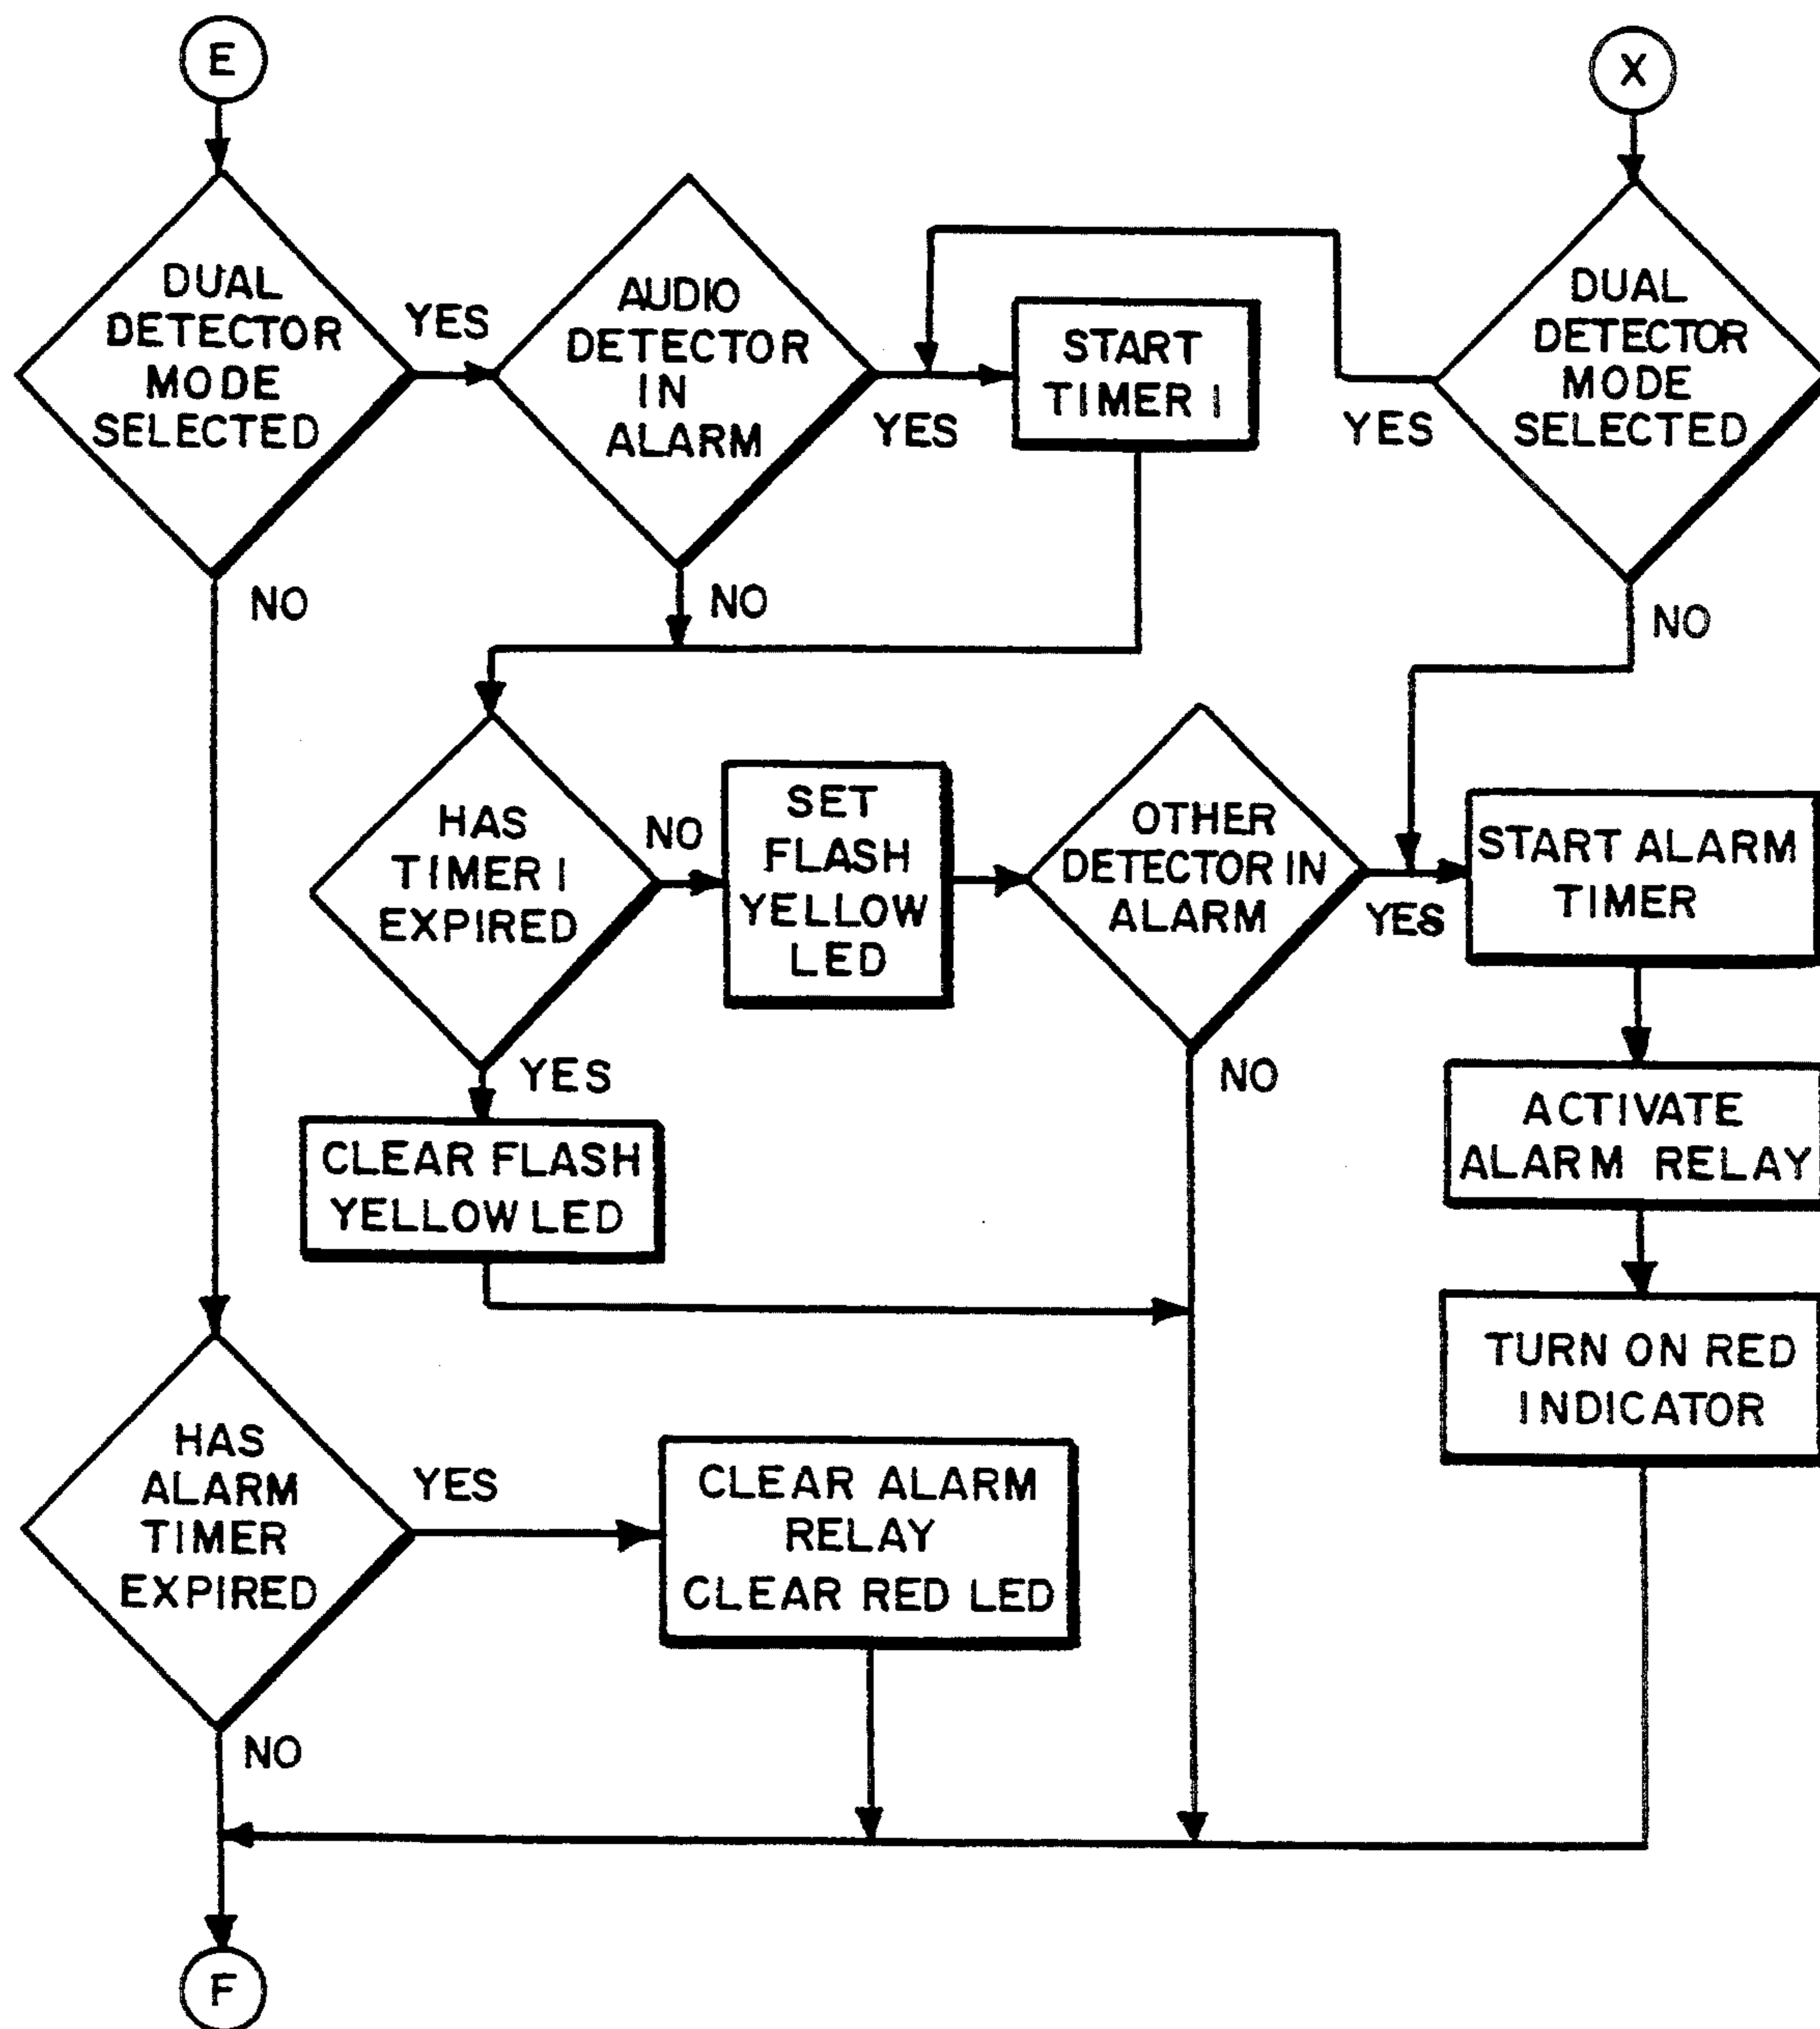 E
X
DUAL
DETECTOR
MODE
SELECTED
YES
NO
AUDIO
DETECTOR
IN
ALARM
YES
NO
START
TIMER 1
DUAL
DETECTOR
MODE
SELECTED
YES
NO
HAS
TIMER 1
EXPIRED
NO
YES
SET
FLASH
YELLOW
LED
OTHER
DETECTOR IN
ALARM
YES
NO
START ALARM
TIMER
CLEAR FLASH
YELLOW LED
ACTIVATE
ALARM RELAY
TURN ON RED
INDICATOR
HAS
ALARM
TIMER
EXPIRED
YES
NO
CLEAR ALARM
RELAY
CLEAR RED LED
F